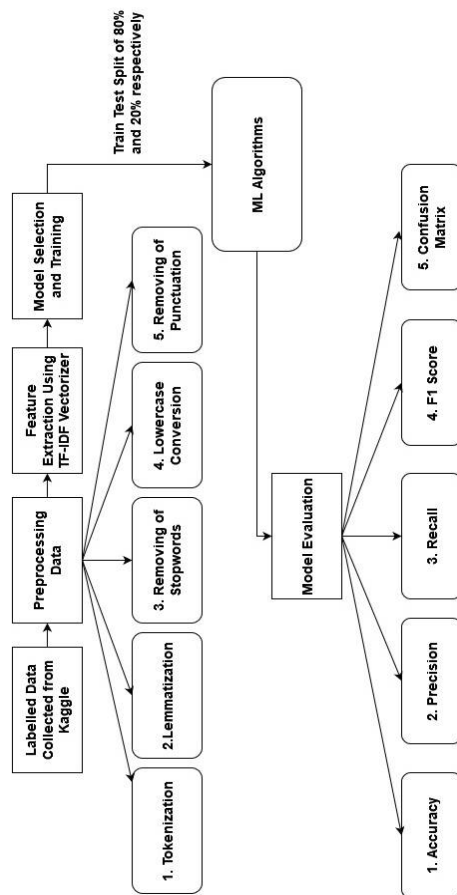 Labelled Data
Collected from
Kaggle
Preprocessing
Data
Feature
Extraction Using
TF-IDF Vectorizer
Model Selection
and Training
Train Test Split of 80%
and 20% respectively
1. Tokenization
2.Lemmatization
3. Removing of
Stopwords
4. Lowercase
Conversion
5. Removing of
Punctuation
ML Algorithms
Model Evaluation
1. Accuracy
2. Precision
3. Recall
4. F1 Score
5. Confusion
Matrix